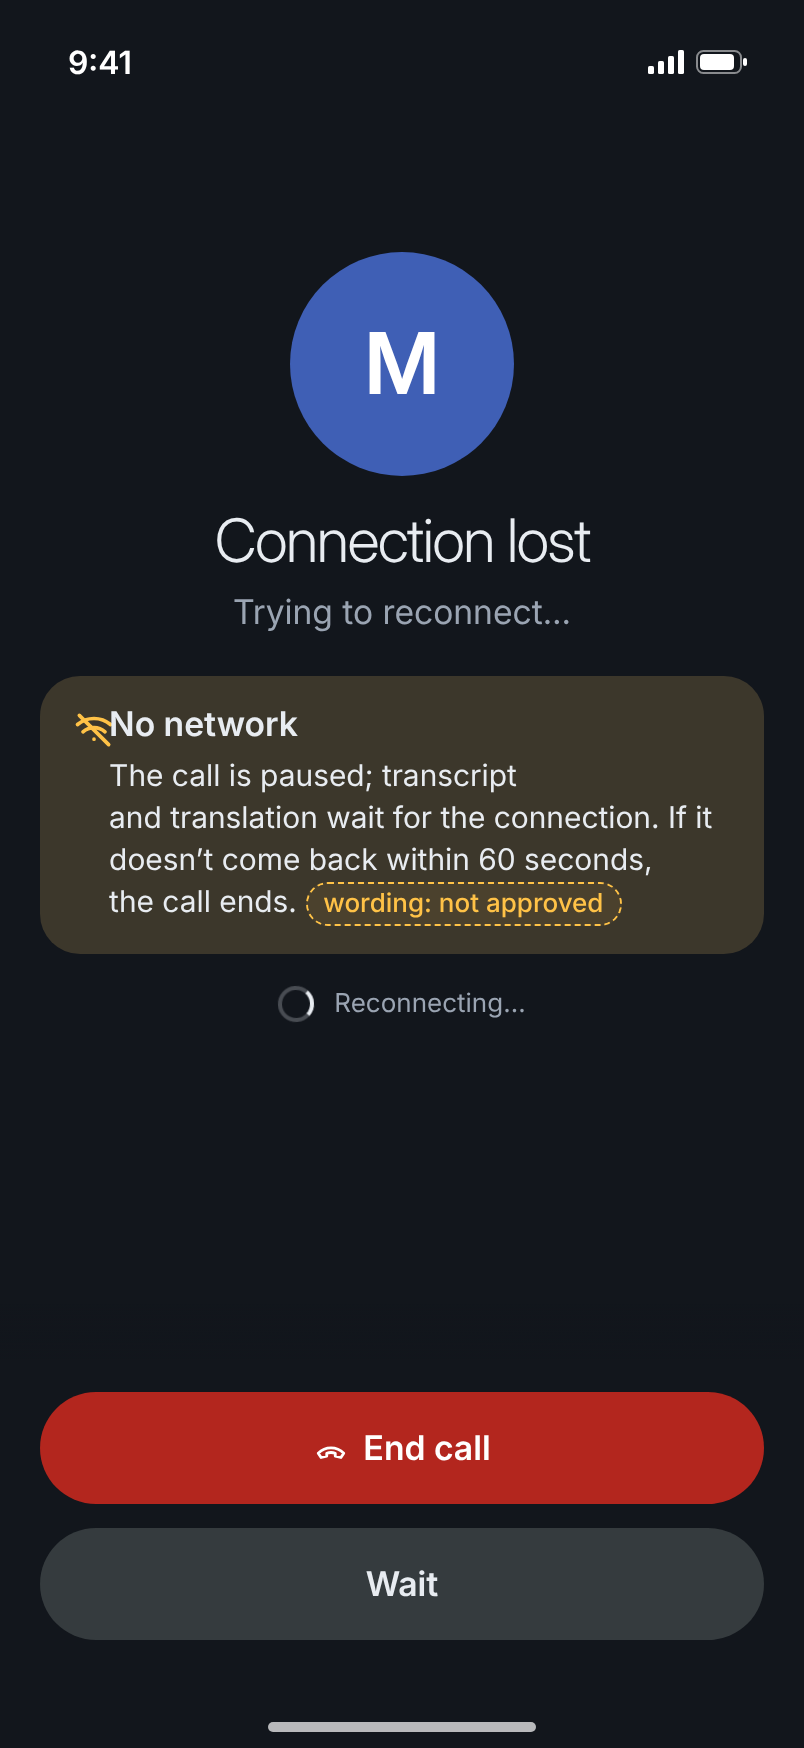 9:41
M
Connection lost
Trying to reconnect...
No network
The call is paused; transcript
and translation wait for the connection. If it
doesn’t come back within 60 seconds,
the call ends. wording: not approved
Reconnecting...
End call
Wait